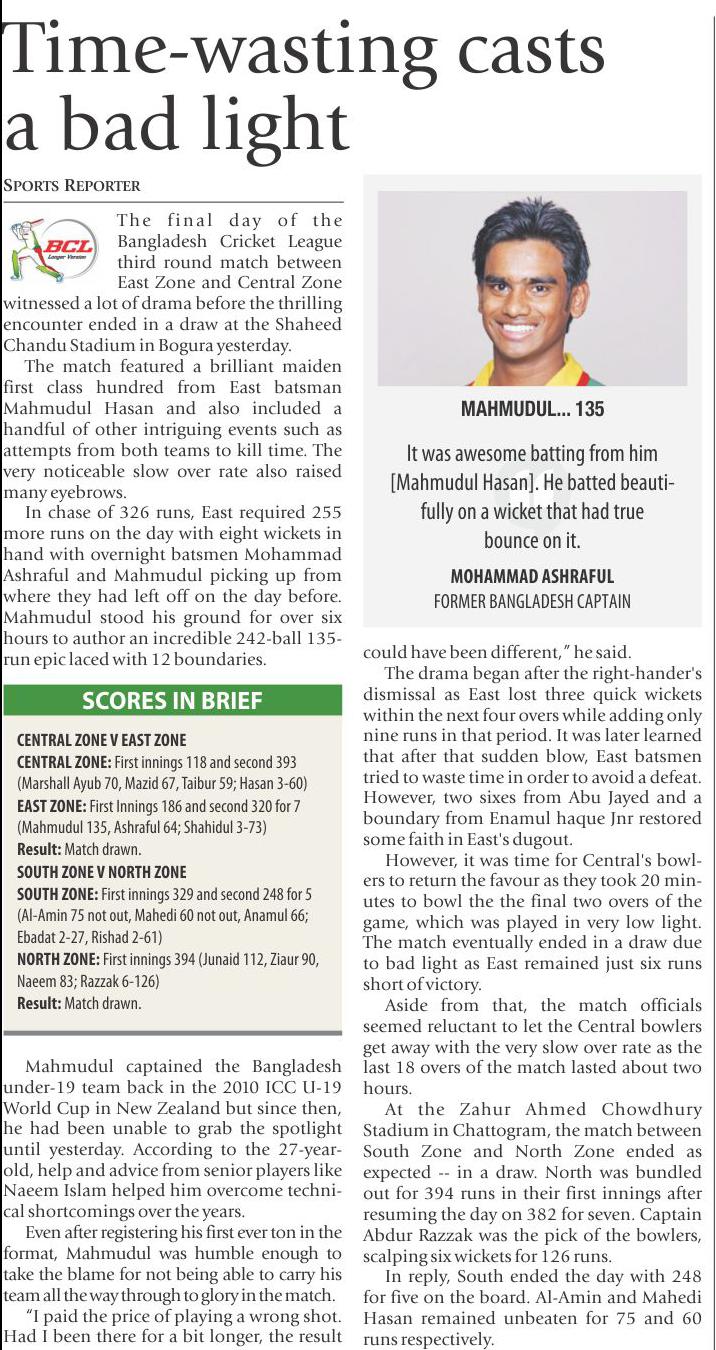 Time-wasting casts
a bad light
SPORTS REPORTER
BCL
Longer Version
The final day of the
Bangladesh Cricket League
third round match between
East Zone and Central Zone
witnessed a lot of drama before the thrilling
encounter ended in a draw at the Shaheed
Chandu Stadium in Bogura yesterday.
The match featured a brilliant maiden
first class hundred from East batsman
Mahmudul Hasan and also included a
handful of other intriguing events such as
attempts from both teams to kill time. The
very noticeable slow over rate also raised
many eyebrows.
In chase of 326 runs, East required 255
more runs on the day with eight wickets in
hand with overnight batsmen Mohammad
Ashraful and Mahmudul picking up from
where they had left off on the day before.
Mahmudul stood his ground for over six
hours to author an incredible 242-ball 135-
run epic laced with 12 boundaries.
SCORES IN BRIEF
CENTRAL ZONE V EAST ZONE
CENTRAL ZONE: First innings 118 and second 393
(Marshall Ayub 70, Mazid 67, Taibur 59; Hasan 3-60)
EAST ZONE: First Innings 186 and second 320 for 7
(Mahmudul 135, Ashraful 64; Shahidul 3-73)
Result: Match drawn.
SOUTH ZONE V NORTH ZONE
SOUTH ZONE: First innings 329 and second 248 for 5
(Al-Amin 75 not out, Mahedi 60 not out, Anamul 66;
Ebadat 2-27, Rishad 2-61)
NORTH ZONE: First innings 394 (Junaid 112, Ziaur 90,
Naeem 83; Razzak 6-126)
Result: Match drawn.
Mahmudul captained the Bangladesh
under-19 team back in the 2010 ICC U-19
World Cup in New Zealand but since then,
he had been unable to grab the spotlight
until yesterday. According to the 27-year-
old, help and advice from senior players like
Naeem Islam helped him overcome techni-
cal shortcomings over the years.
Even after registering his first ever ton in the
format, Mahmudul was humble enough to
take the blame for not being able to carry his
team all the way through to glory in the match.
"I paid the price of playing a wrong shot.
Had I been there for a bit longer, the result
MAHMUDUL... 135
It was awesome batting from him
[Mahmudul Hasan]. He batted beauti-
fully on a wicket that had true
bounce on it.
MOHAMMAD ASHRAFUL
FORMER BANGLADESH CAPTAIN
could have been different," he said.
The drama began after the right-hander's
dismissal as East lost three quick wickets
within the next four overs while adding only
nine runs in that period. It was later learned
that after that sudden blow, East batsmen
tried to waste time in order to avoid a defeat.
However, two sixes from Abu Jayed and a
boundary from Enamul haque Jnr restored
some faith in East's dugout.
However, it was time for Central's bowl-
ers to return the favour as they took 20 min-
utes to bowl the the final two overs of the
game, which was played in very low light.
The match eventually ended in a draw due
to bad light as East remained just six runs
short of victory.
Aside from that, the match officials
seemed reluctant to let the Central bowlers
get away with the very slow over rate as the
last 18 overs of the match lasted about two
hours.
At the Zahur Ahmed Chowdhury
Stadium in Chattogram, the match between
South Zone and North Zone ended as
expected -- in a draw. North was bundled
out for 394 runs in their first innings after
resuming the day on 382 for seven. Captain
Abdur Razzak was the pick of the bowlers,
scalping six wickets for 126 runs.
In reply, South ended the day with 248
for five on the board. Al-Amin and Mahedi
Hasan remained unbeaten for 75 and 60
runs respectively.